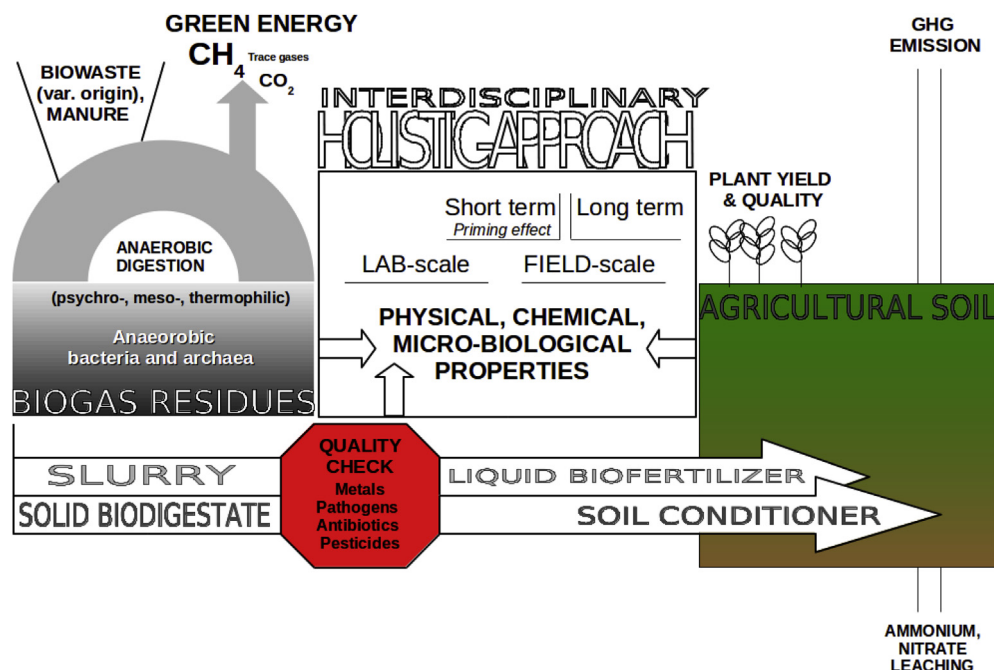 GREEN ENERGY
CH4
Trace gases
CO2
BIOWASTE
(var. origin),
MANURE
ANAEROBIC
DIGESTION
(psychro-, meso-, thermophilic)
Anaeorobic
bacteria and archaea
BIOGAS RESIDUES
INTERDISCIPLINARY
HOLISTIC APPROACH
Short term
Priming effect
Long term
LAB-scale
FIELD-scale
PHYSICAL, CHEMICAL,
MICRO-BIOLOGICAL
PROPERTIES
GHG
EMISSION
PLANT YIELD
& QUALITY
AGRICULTURAL SOIL
SLURRY
SOLID BIODIGESTATE
QUALITY
CHECK
Metals
Pathogens
Antibiotics
Pesticides
LIQUID BIOFERTILIZER
SOIL CONDITIONER
AMMONIUM,
NITRATE
LEACHING